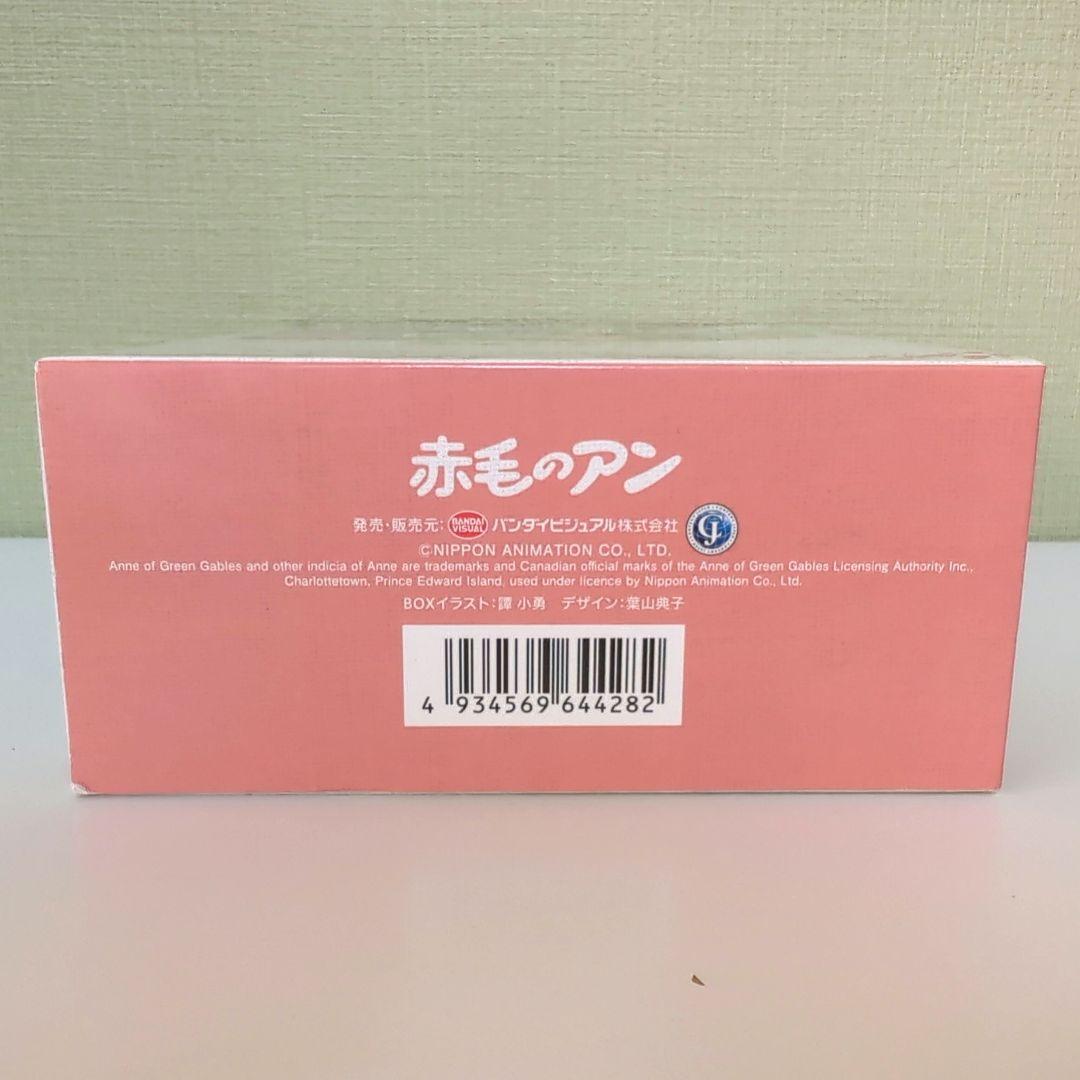 赤毛のアン
発売・販売元: BANDAI VISUAL バンダイビジュアル株式会社 CJ
©NIPPON ANIMATION CO., LTD.
Anne of Green Gables and other indicia of Anne are trademarks and Canadian official marks of the Anne of Green Gables Licensing Authority Inc.,
Charlottetown, Prince Edward Island, used under licence by Nippon Animation Co., Ltd.
BOXイラスト:譚 小勇 デザイン:葉山典子
4 934569 644282